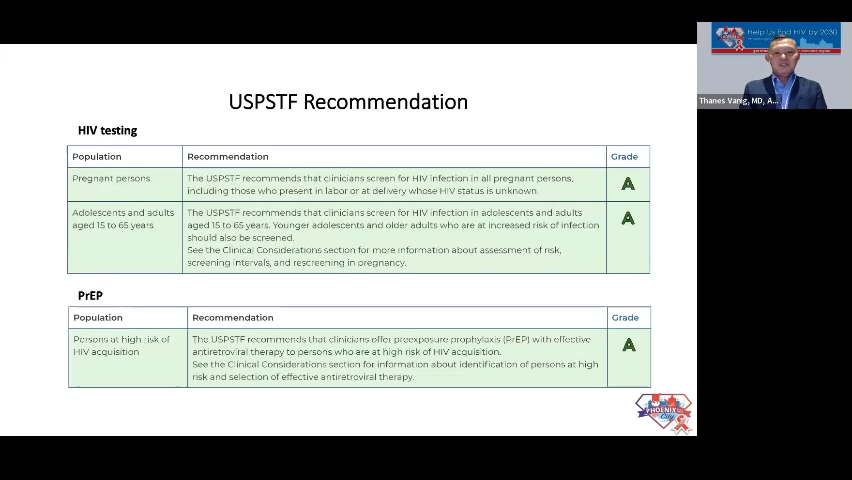 Help Us End HIV by 2030
Thanes Vanig, MD, A...
USPSTF Recommendation
HIV testing
Population Recommendation Grade
Pregnant persons The USPSTF recommends that clinicians screen for HIV infection in all pregnant persons, A
including those who present in labor or at delivery whose HIV status is unknown.
Adolescents and adults The USPSTF recommends that clinicians screen for HIV infection in adolescents and adults A
aged 15 to 65 years aged 15 to 65 years. Younger adolescents and older adults who are at increased risk of infection
should also be screened.
See the Clinical Considerations section for more information about assessment of risk,
screening intervals, and rescreening in pregnancy.
PrEP
Population Recommendation Grade
Persons at high risk of The USPSTF recommends that clinicians offer preexposure prophylaxis (PrEP) with effective A
HIV acquisition antiretroviral therapy to persons who are at high risk of HIV acquisition.
See the Clinical Considerations section for information about identification of persons at high
risk and selection of effective antiretroviral therapy.
PHOENIX
City